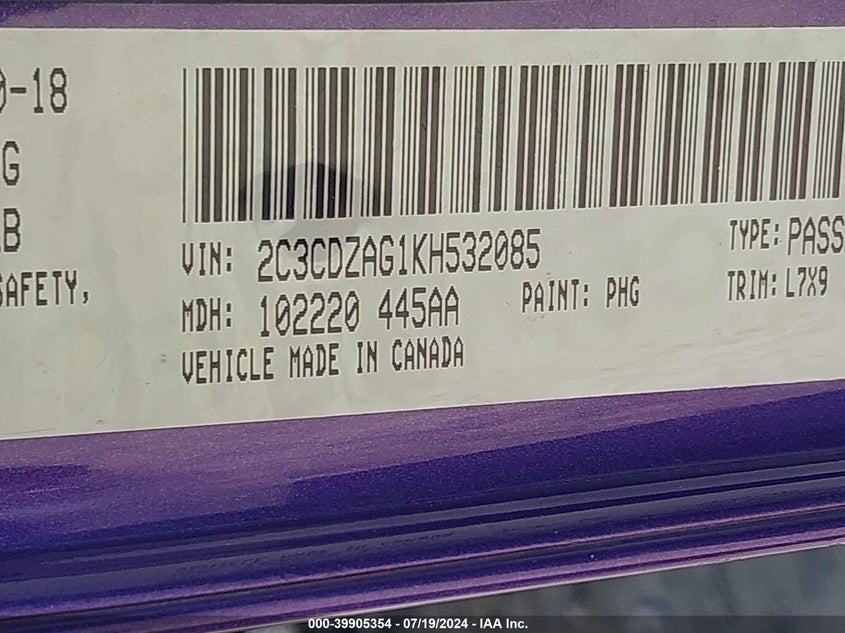 0-18
G
B
SAFETY,
VIN: 2C3CDZAG1KH532085
TYPE: PASS
MDH: 102220 445AA
PAINT: PHG
TRIM: L7X9
VEHICLE MADE IN CANADA
000-39905354 - 07/19/2024 - IAA Inc.